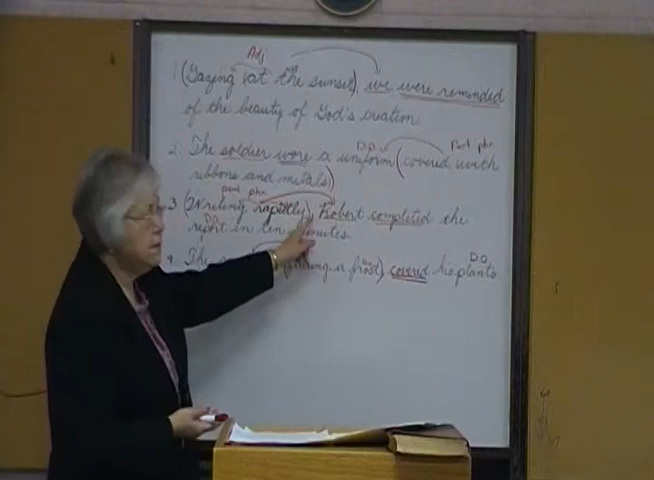 Adj
1 (Gazing (at the sunset), we were reminded
of the beauty of God's creation.
D.O. Part phr
2. The soldier wore a uniform (covered with
ribbons and metals)
part phr
3 (Writing rapidly), Robert completed the
D.O.
report in ten minutes.
D.O.
4. The a frost) covered his plants